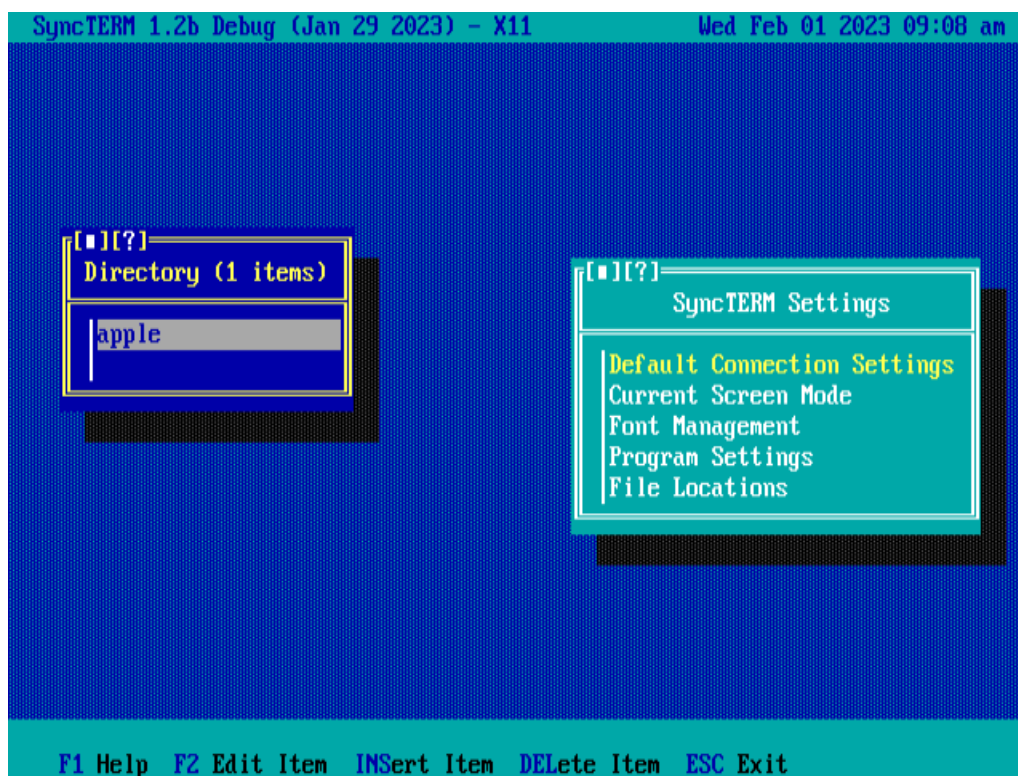 SyncTERM 1.2b Debug (Jan 29 2023) - X11 Wed Feb 01 2023 09:08 am
[■][?]
Directory (1 items)
apple
[■][?]
SyncTERM Settings
Default Connection Settings
Current Screen Mode
Font Management
Program Settings
File Locations
F1 Help F2 Edit Item INSert Item DELete Item ESC Exit